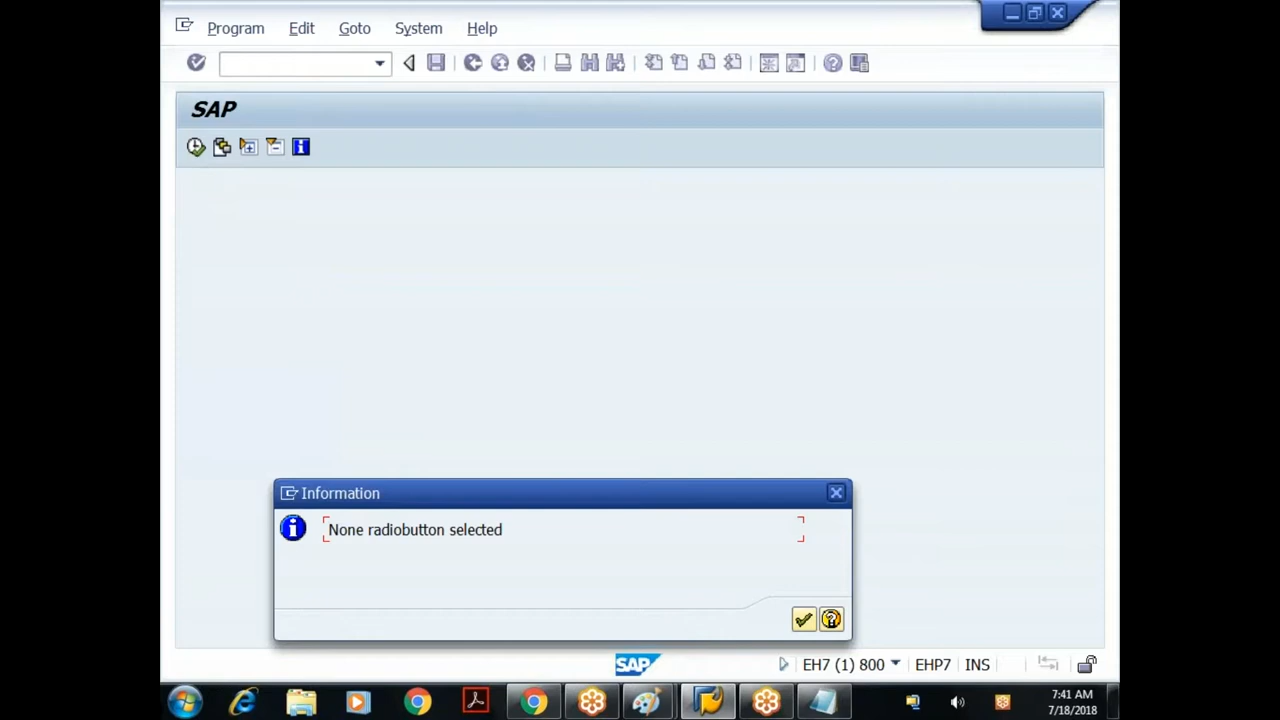 Program Edit Goto System Help
SAP
Information
None radiobutton selected
SAP EH7 (1) 800 EHP7 INS
7:41 AM
7/18/2018